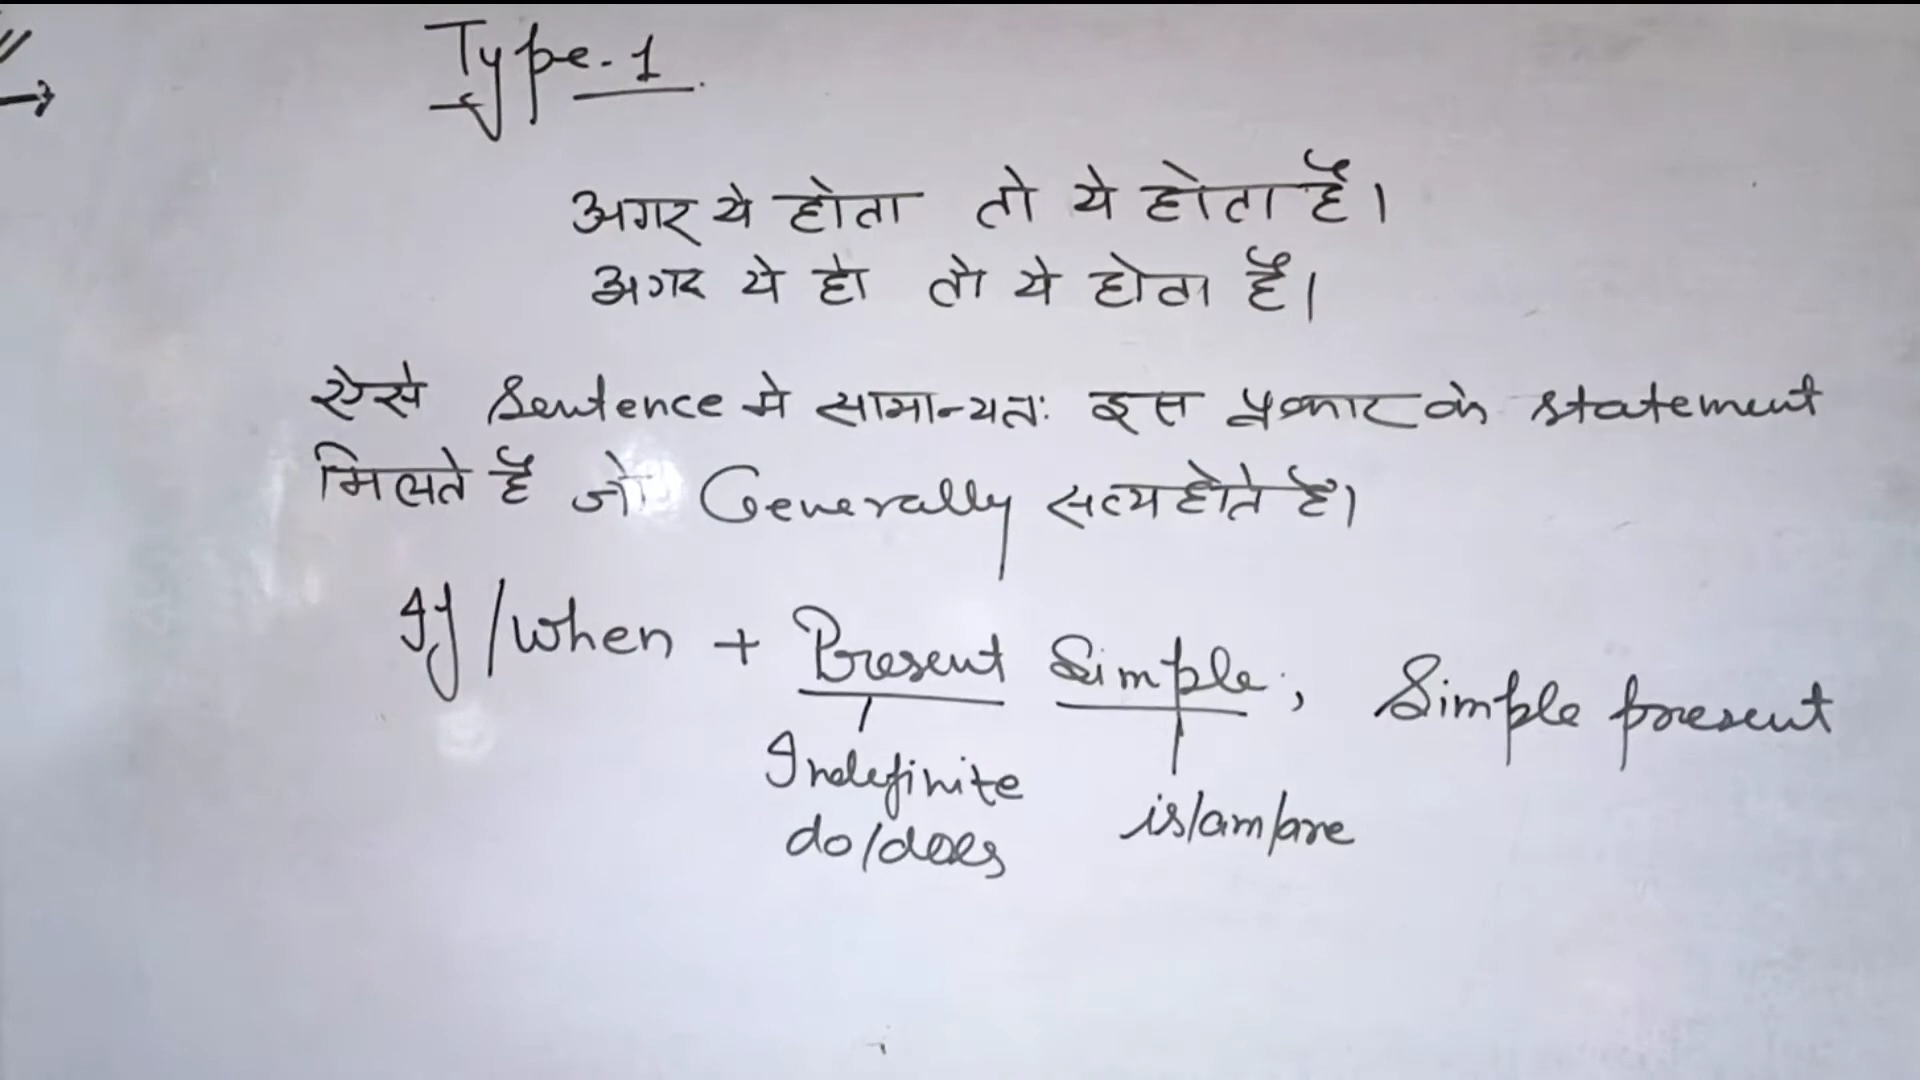 Type-1
अगर ये होता तो ये होता है।
अगर ये हो तो ये होता है।
ऐसे Sentence मे सामान्यतः इस प्रकार के statement
मिलते है जो Generally सत्य होते है।
If / when + Present Simple, Simple present
Indefinite
do/does is/am/are